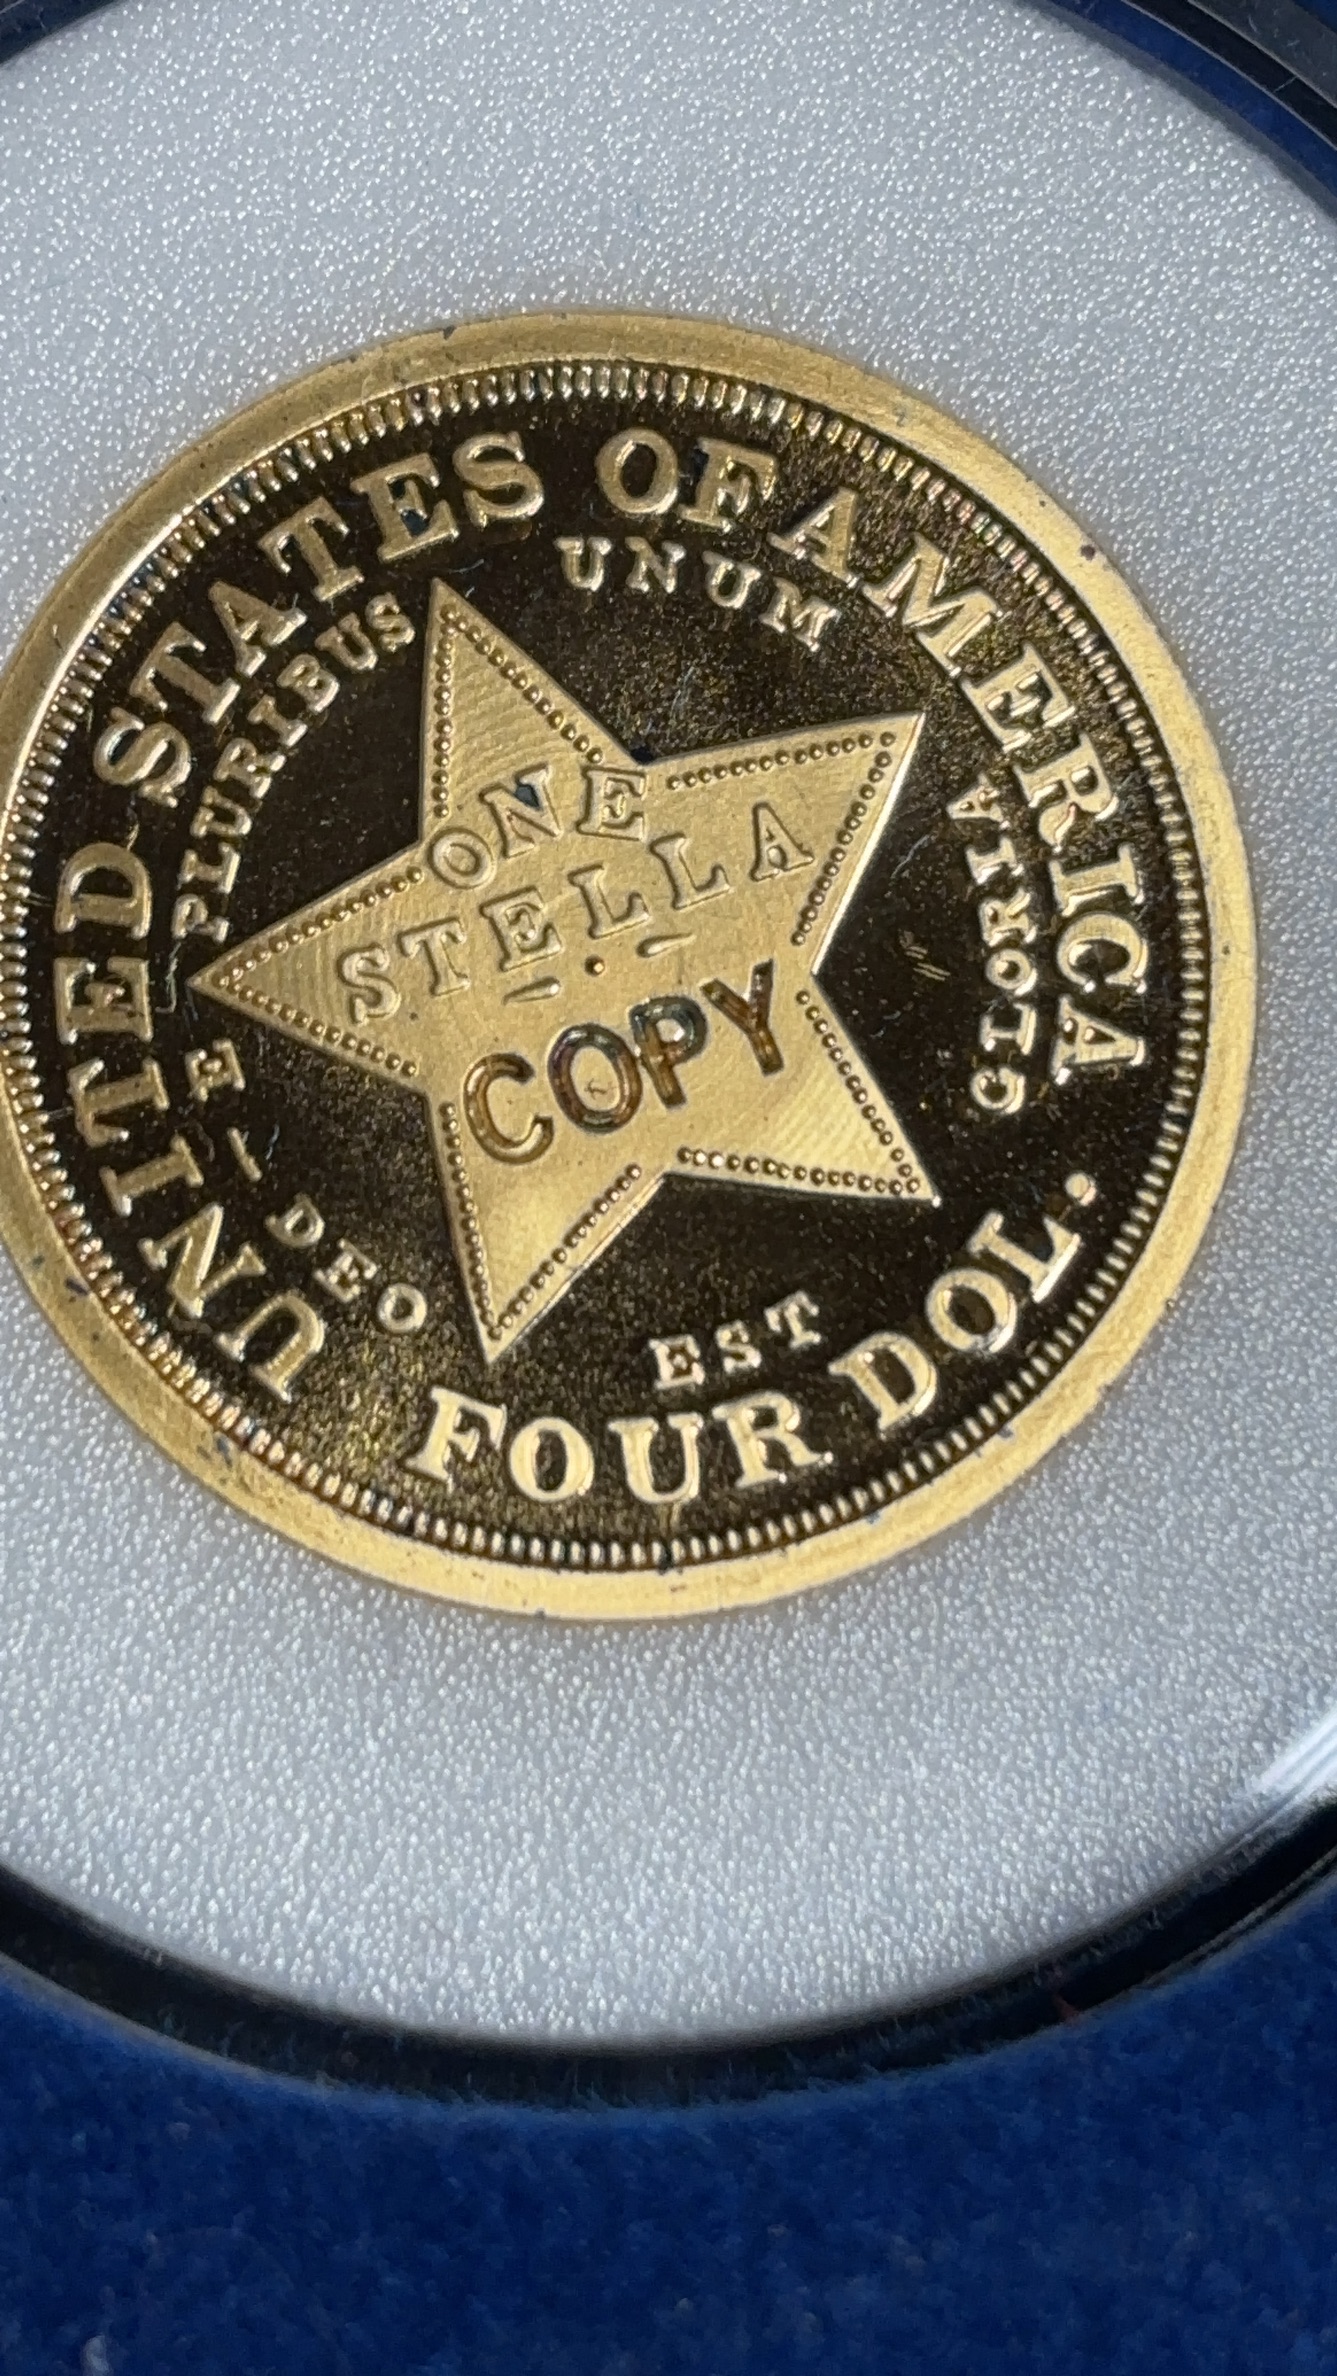 UNITED STATES OF AMERICA
E PLURIBUS UNUM
ONE
STELLA
COPY
DEO EST GLORIA
FOUR DOL.